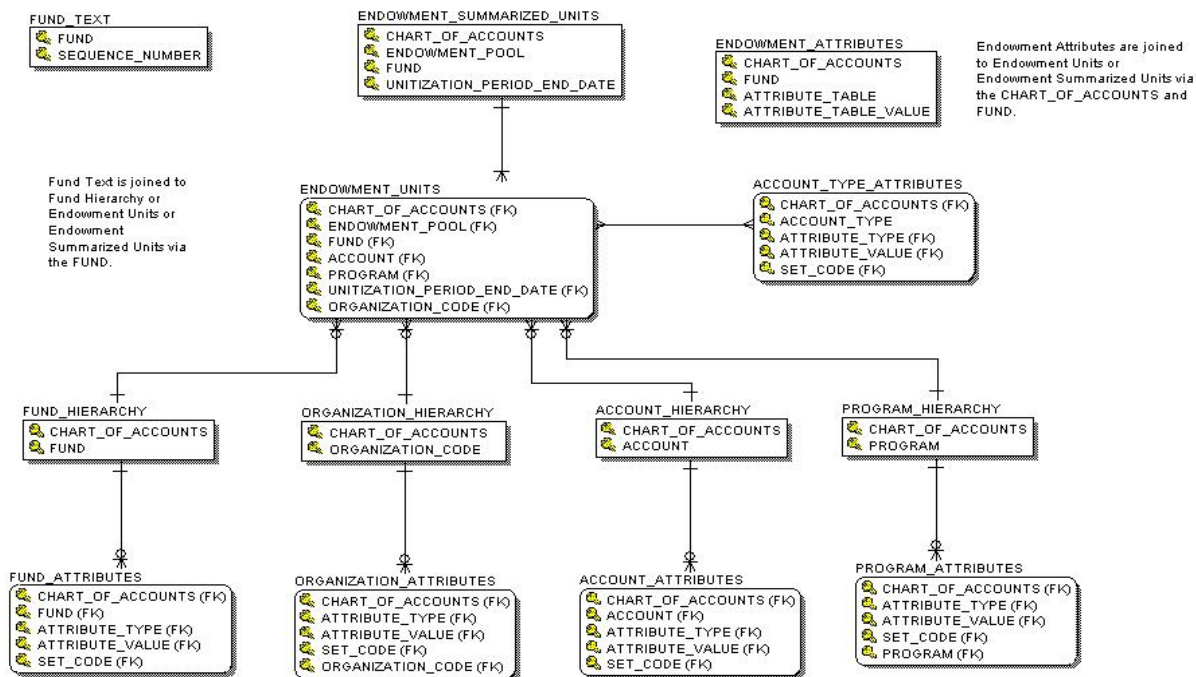 FUND_TEXT
FUND
SEQUENCE_NUMBER
ENDOWMENT_SUMMARIZED_UNITS
CHART_OF_ACCOUNTS
ENDOWMENT_POOL
FUND
UNITIZATION_PERIOD_END_DATE
ENDOWMENT_ATTRIBUTES
CHART_OF_ACCOUNTS
FUND
ATTRIBUTE_TABLE
ATTRIBUTE_TABLE_VALUE
Endowment Attributes are joined
to Endowment Units or
Endowment Summarized Units via
the CHART_OF_ACCOUNTS and
FUND.
Fund Text is joined to
Fund Hierarchy or
Endowment Units or
Endowment
Summarized Units via
the FUND.
ENDOWMENT_UNITS
CHART_OF_ACCOUNTS (FK)
ENDOWMENT_POOL (FK)
FUND (FK)
ACCOUNT (FK)
PROGRAM (FK)
UNITIZATION_PERIOD_END_DATE (FK)
ORGANIZATION_CODE (FK)
ACCOUNT_TYPE_ATTRIBUTES
CHART_OF_ACCOUNTS (FK)
ACCOUNT_TYPE
ATTRIBUTE_TYPE (FK)
ATTRIBUTE_VALUE (FK)
SET_CODE (FK)
FUND_HIERARCHY
CHART_OF_ACCOUNTS
FUND
ORGANIZATION_HIERARCHY
CHART_OF_ACCOUNTS
ORGANIZATION_CODE
ACCOUNT_HIERARCHY
CHART_OF_ACCOUNTS
ACCOUNT
PROGRAM_HIERARCHY
CHART_OF_ACCOUNTS
PROGRAM
FUND_ATTRIBUTES
CHART_OF_ACCOUNTS (FK)
FUND (FK)
ATTRIBUTE_TYPE (FK)
ATTRIBUTE_VALUE (FK)
SET_CODE (FK)
ORGANIZATION_ATTRIBUTES
CHART_OF_ACCOUNTS (FK)
ATTRIBUTE_TYPE (FK)
ATTRIBUTE_VALUE (FK)
SET_CODE (FK)
ORGANIZATION_CODE (FK)
ACCOUNT_ATTRIBUTES
CHART_OF_ACCOUNTS (FK)
ACCOUNT (FK)
ATTRIBUTE_TYPE (FK)
ATTRIBUTE_VALUE (FK)
SET_CODE (FK)
PROGRAM_ATTRIBUTES
CHART_OF_ACCOUNTS (FK)
ATTRIBUTE_TYPE (FK)
ATTRIBUTE_VALUE (FK)
SET_CODE (FK)
PROGRAM (FK)